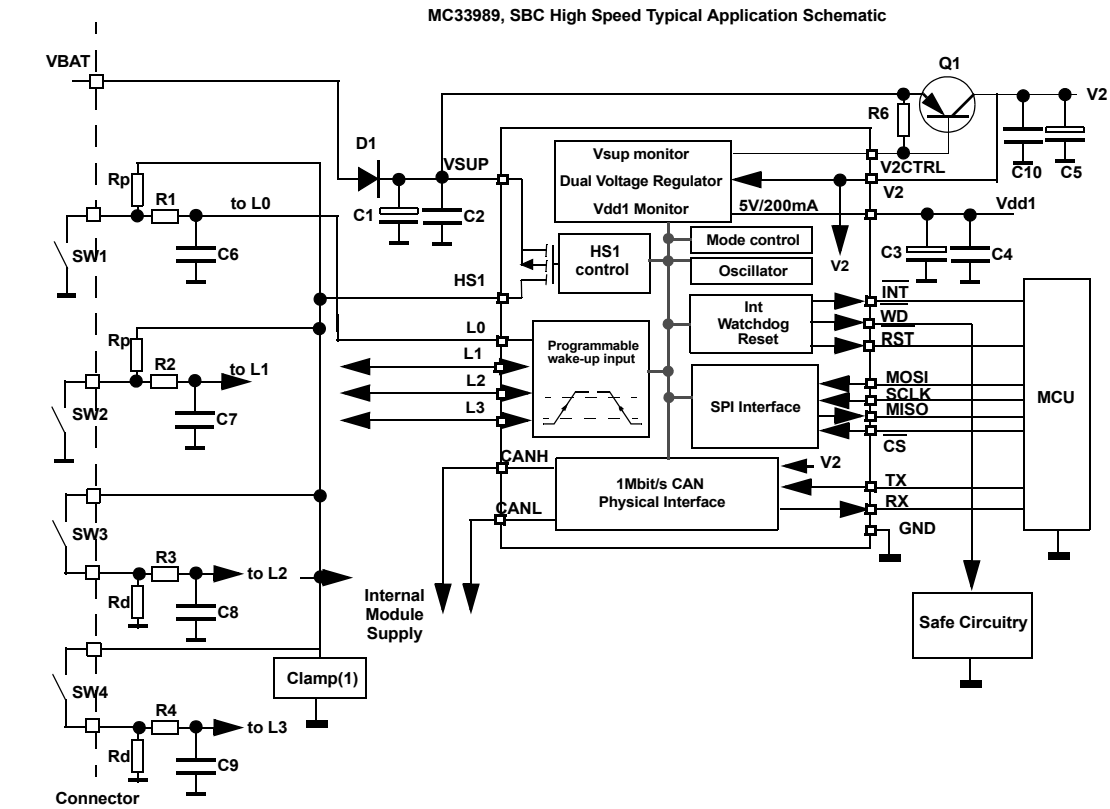 MC33989, SBC High Speed Typical Application Schematic
VBAT
Q1
V2
R6
D1
VSUP
V2CTRL
C10
C5
Vsup monitor
Dual Voltage Regulator
Vdd1 Monitor
V2
5V/200mA
Vdd1
Rp
R1
to L0
C1
C2
SW1
C6
HS1
control
Mode control
Oscillator
V2
C3
C4
HS1
INT
WD
RST
Int
Watchdog
Reset
L0
L1
L2
L3
Programmable
wake-up input
Rp
R2
to L1
SW2
C7
SPI Interface
MOSI
SCLK
MISO
CS
MCU
CANH
CANL
1Mbit/s CAN
Physical Interface
V2
TX
RX
GND
SW3
R3
to L2
Rd
C8
Internal
Module
Supply
Safe Circuitry
Clamp(1)
SW4
R4
to L3
Rd
C9
Connector